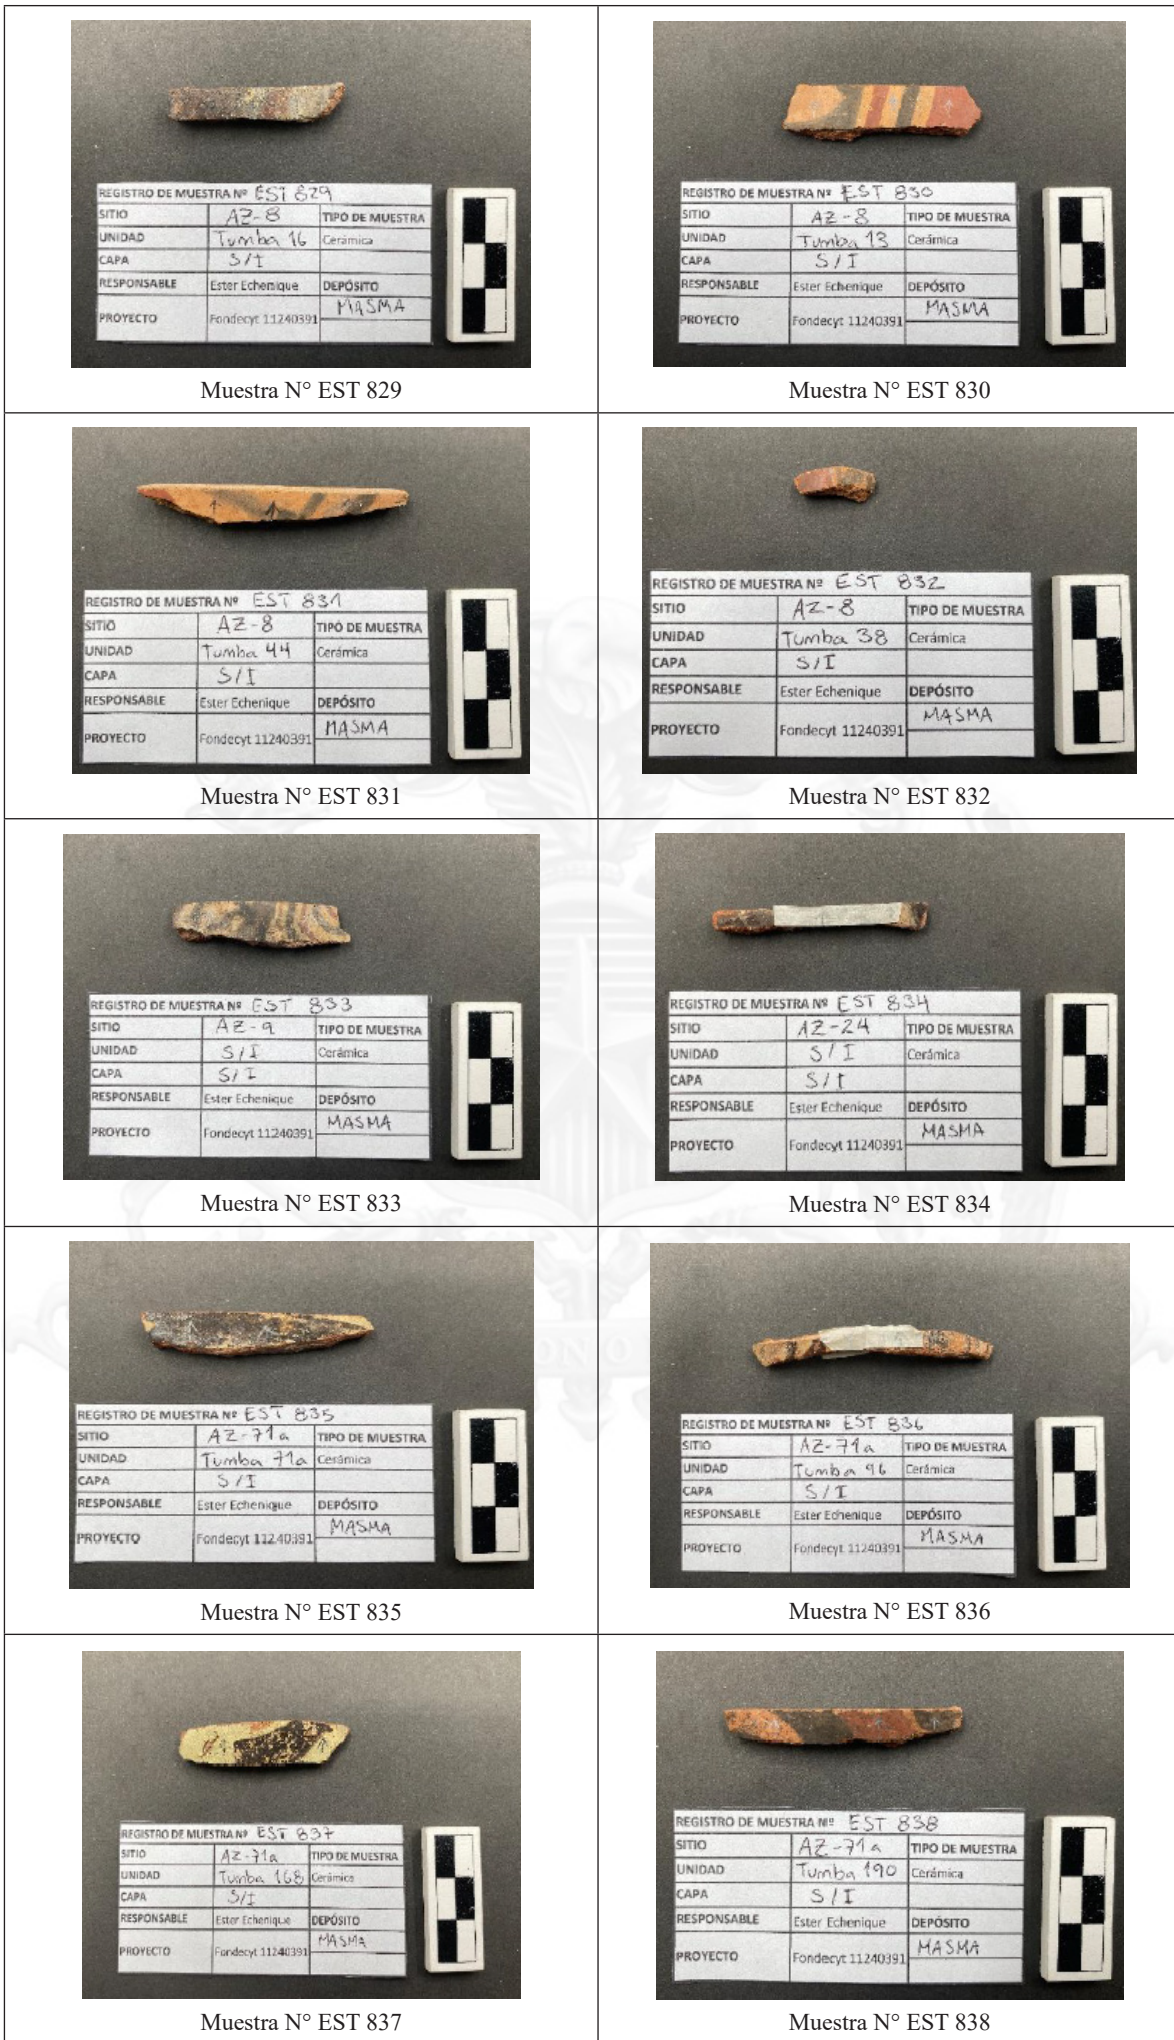 REGISTRO DE MUESTRA Nº EST 829
SITIO AZ-8 TIPO DE MUESTRA
UNIDAD Tumba 16 Cerámica
CAPA S/I
RESPONSABLE Ester Echenique DEPÓSITO
PROYECTO Fondecyt 11240391 MASMA
Muestra N° EST 829
REGISTRO DE MUESTRA Nº EST 830
SITIO AZ-8 TIPO DE MUESTRA
UNIDAD Tumba 13 Cerámica
CAPA S/I
RESPONSABLE Ester Echenique DEPÓSITO
PROYECTO Fondecyt 11240391 MASMA
Muestra N° EST 830
REGISTRO DE MUESTRA Nº EST 831
SITIO AZ-8 TIPO DE MUESTRA
UNIDAD Tumba 44 Cerámica
CAPA S/I
RESPONSABLE Ester Echenique DEPÓSITO
PROYECTO Fondecyt 11240391 MASMA
Muestra N° EST 831
REGISTRO DE MUESTRA Nº EST 832
SITIO AZ-8 TIPO DE MUESTRA
UNIDAD Tumba 38 Cerámica
CAPA S/I
RESPONSABLE Ester Echenique DEPÓSITO
PROYECTO Fondecyt 11240391 MASMA
Muestra N° EST 832
REGISTRO DE MUESTRA Nº EST 833
SITIO AZ-9 TIPO DE MUESTRA
UNIDAD S/I Cerámica
CAPA S/I
RESPONSABLE Ester Echenique DEPÓSITO
PROYECTO Fondecyt 11240391 MASMA
Muestra N° EST 833
REGISTRO DE MUESTRA Nº EST 834
SITIO AZ-24 TIPO DE MUESTRA
UNIDAD S/I Cerámica
CAPA S/I
RESPONSABLE Ester Echenique DEPÓSITO
PROYECTO Fondecyt 11240391 MASMA
Muestra N° EST 834
REGISTRO DE MUESTRA Nº EST 835
SITIO AZ-71a TIPO DE MUESTRA
UNIDAD Tumba 71a Cerámica
CAPA S/I
RESPONSABLE Ester Echenique DEPÓSITO
PROYECTO Fondecyt 11240391 MASMA
Muestra N° EST 835
REGISTRO DE MUESTRA Nº EST 836
SITIO AZ-71a TIPO DE MUESTRA
UNIDAD Tumba 96 Cerámica
CAPA S/I
RESPONSABLE Ester Echenique DEPÓSITO
PROYECTO Fondecyt 11240391 MASMA
Muestra N° EST 836
REGISTRO DE MUESTRA Nº EST 837
SITIO AZ-71a TIPO DE MUESTRA
UNIDAD Tumba 168 Cerámica
CAPA S/I
RESPONSABLE Ester Echenique DEPÓSITO
PROYECTO Fondecyt 11240391 MASMA
Muestra N° EST 837
REGISTRO DE MUESTRA Nº EST 838
SITIO AZ-71a TIPO DE MUESTRA
UNIDAD Tumba 190 Cerámica
CAPA S/I
RESPONSABLE Ester Echenique DEPÓSITO
PROYECTO Fondecyt 11240391 MASMA
Muestra N° EST 838